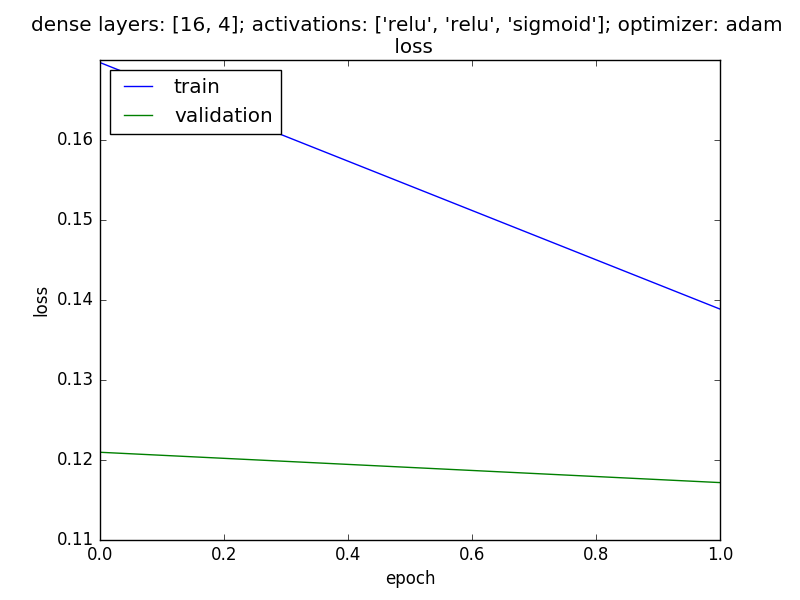 dense layers: [16, 4]; activations: ['relu', 'relu', 'sigmoid']; optimizer: adam
loss
train
validation
0.16
0.15
0.14
0.13
0.12
0.11
loss
0.0 0.2 0.4 0.6 0.8 1.0
epoch